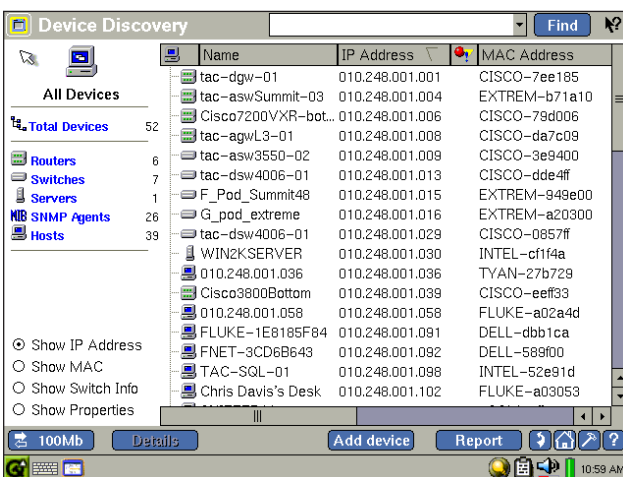 Device Discovery Find
Name IP Address MAC Address
All Devices
Total Devices 52
Routers 6
Switches 7
Servers 1
MIB SNMP Agents 26
Hosts 39
Show IP Address
Show MAC
Show Switch Info
Show Properties
tac-dgw-01 010.248.001.001 CISCO-7ee185
tac-aswSummit-03 010.248.001.004 EXTREM-b71a10
Cisco7200VXR-bot... 010.248.001.006 CISCO-79d006
tac-agwL3-01 010.248.001.008 CISCO-da7c09
tac-asw3550-02 010.248.001.009 CISCO-3e9400
tac-dsw4006-01 010.248.001.013 CISCO-dde4ff
F_Pod_Summit48 010.248.001.015 EXTREM-949e00
G_pod_extreme 010.248.001.016 EXTREM-a20300
tac-dsw4006-01 010.248.001.029 CISCO-0857ff
WIN2KSERVER 010.248.001.030 INTEL-cf1f4a
010.248.001.036 010.248.001.036 TYAN-27b729
Cisco3800Bottom 010.248.001.039 CISCO-eeff33
010.248.001.058 010.248.001.058 FLUKE-a02a4d
FLUKE-1E8185F84 010.248.001.091 DELL-dbb1ca
FNET-3CD6B643 010.248.001.092 DELL-589f00
TAC-SQL-01 010.248.001.098 INTEL-52e91d
Chris Davis's Desk 010.248.001.102 FLUKE-a03053
100Mb Details Add device Report ?
10:59 AM